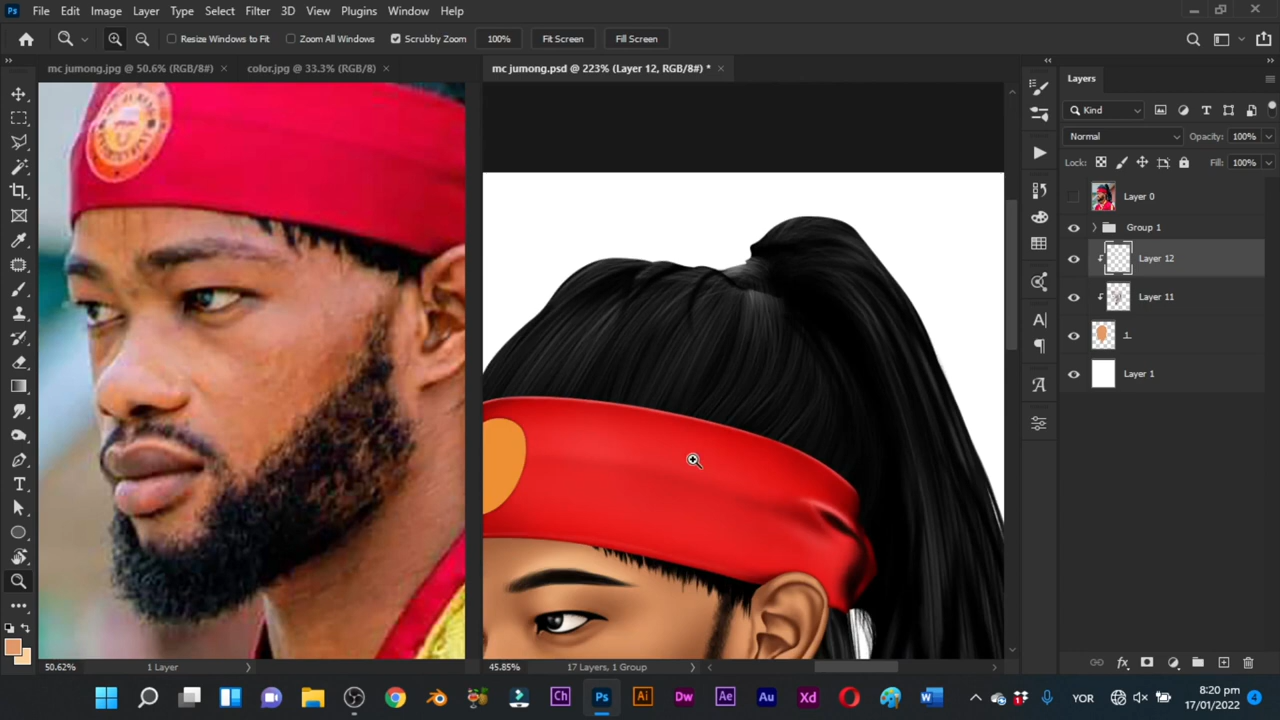 Ps File Edit Image Layer Type Select Filter 3D View Plugins Window Help
Resize Windows to Fit Zoom All Windows Scrubby Zoom 100% Fit Screen Fill Screen
mc jumong.jpg @ 50.6% (RGB/8#) × color.jpg @ 33.3% (RGB/8) × mc jumong.psd @ 223% (Layer 12, RGB/8#) * ×
Layers
Kind
Normal Opacity: 100%
Lock: Fill: 100%
Layer 0
Group 1
Layer 12
Layer 11
Layer 1
50.62% 1 Layer 45.85% 17 Layers, 1 Group
Ch Ps Ai Dw Ae Au Xd YOR 8:20 pm
17/01/2022 4